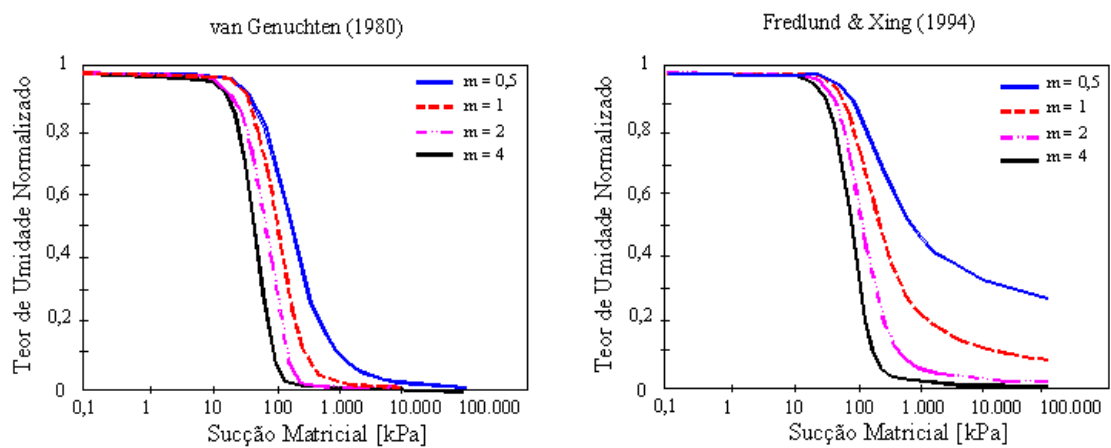 van Genuchten (1980)
Teor de Umidade Normalizado
1
0,8
0,6
0,4
0,2
0
m = 0,5
m = 1
m = 2
m = 4
0,1 1 10 100 1.000 10.000 100.000
Sucção Matricial [kPa]
Fredlund & Xing (1994)
Teor de Umidade Normalizado
1
0,8
0,6
0,4
0,2
0
m = 0,5
m = 1
m = 2
m = 4
0,1 1 10 100 1.000 10.000 100.000
Sucção Matricial [kPa]